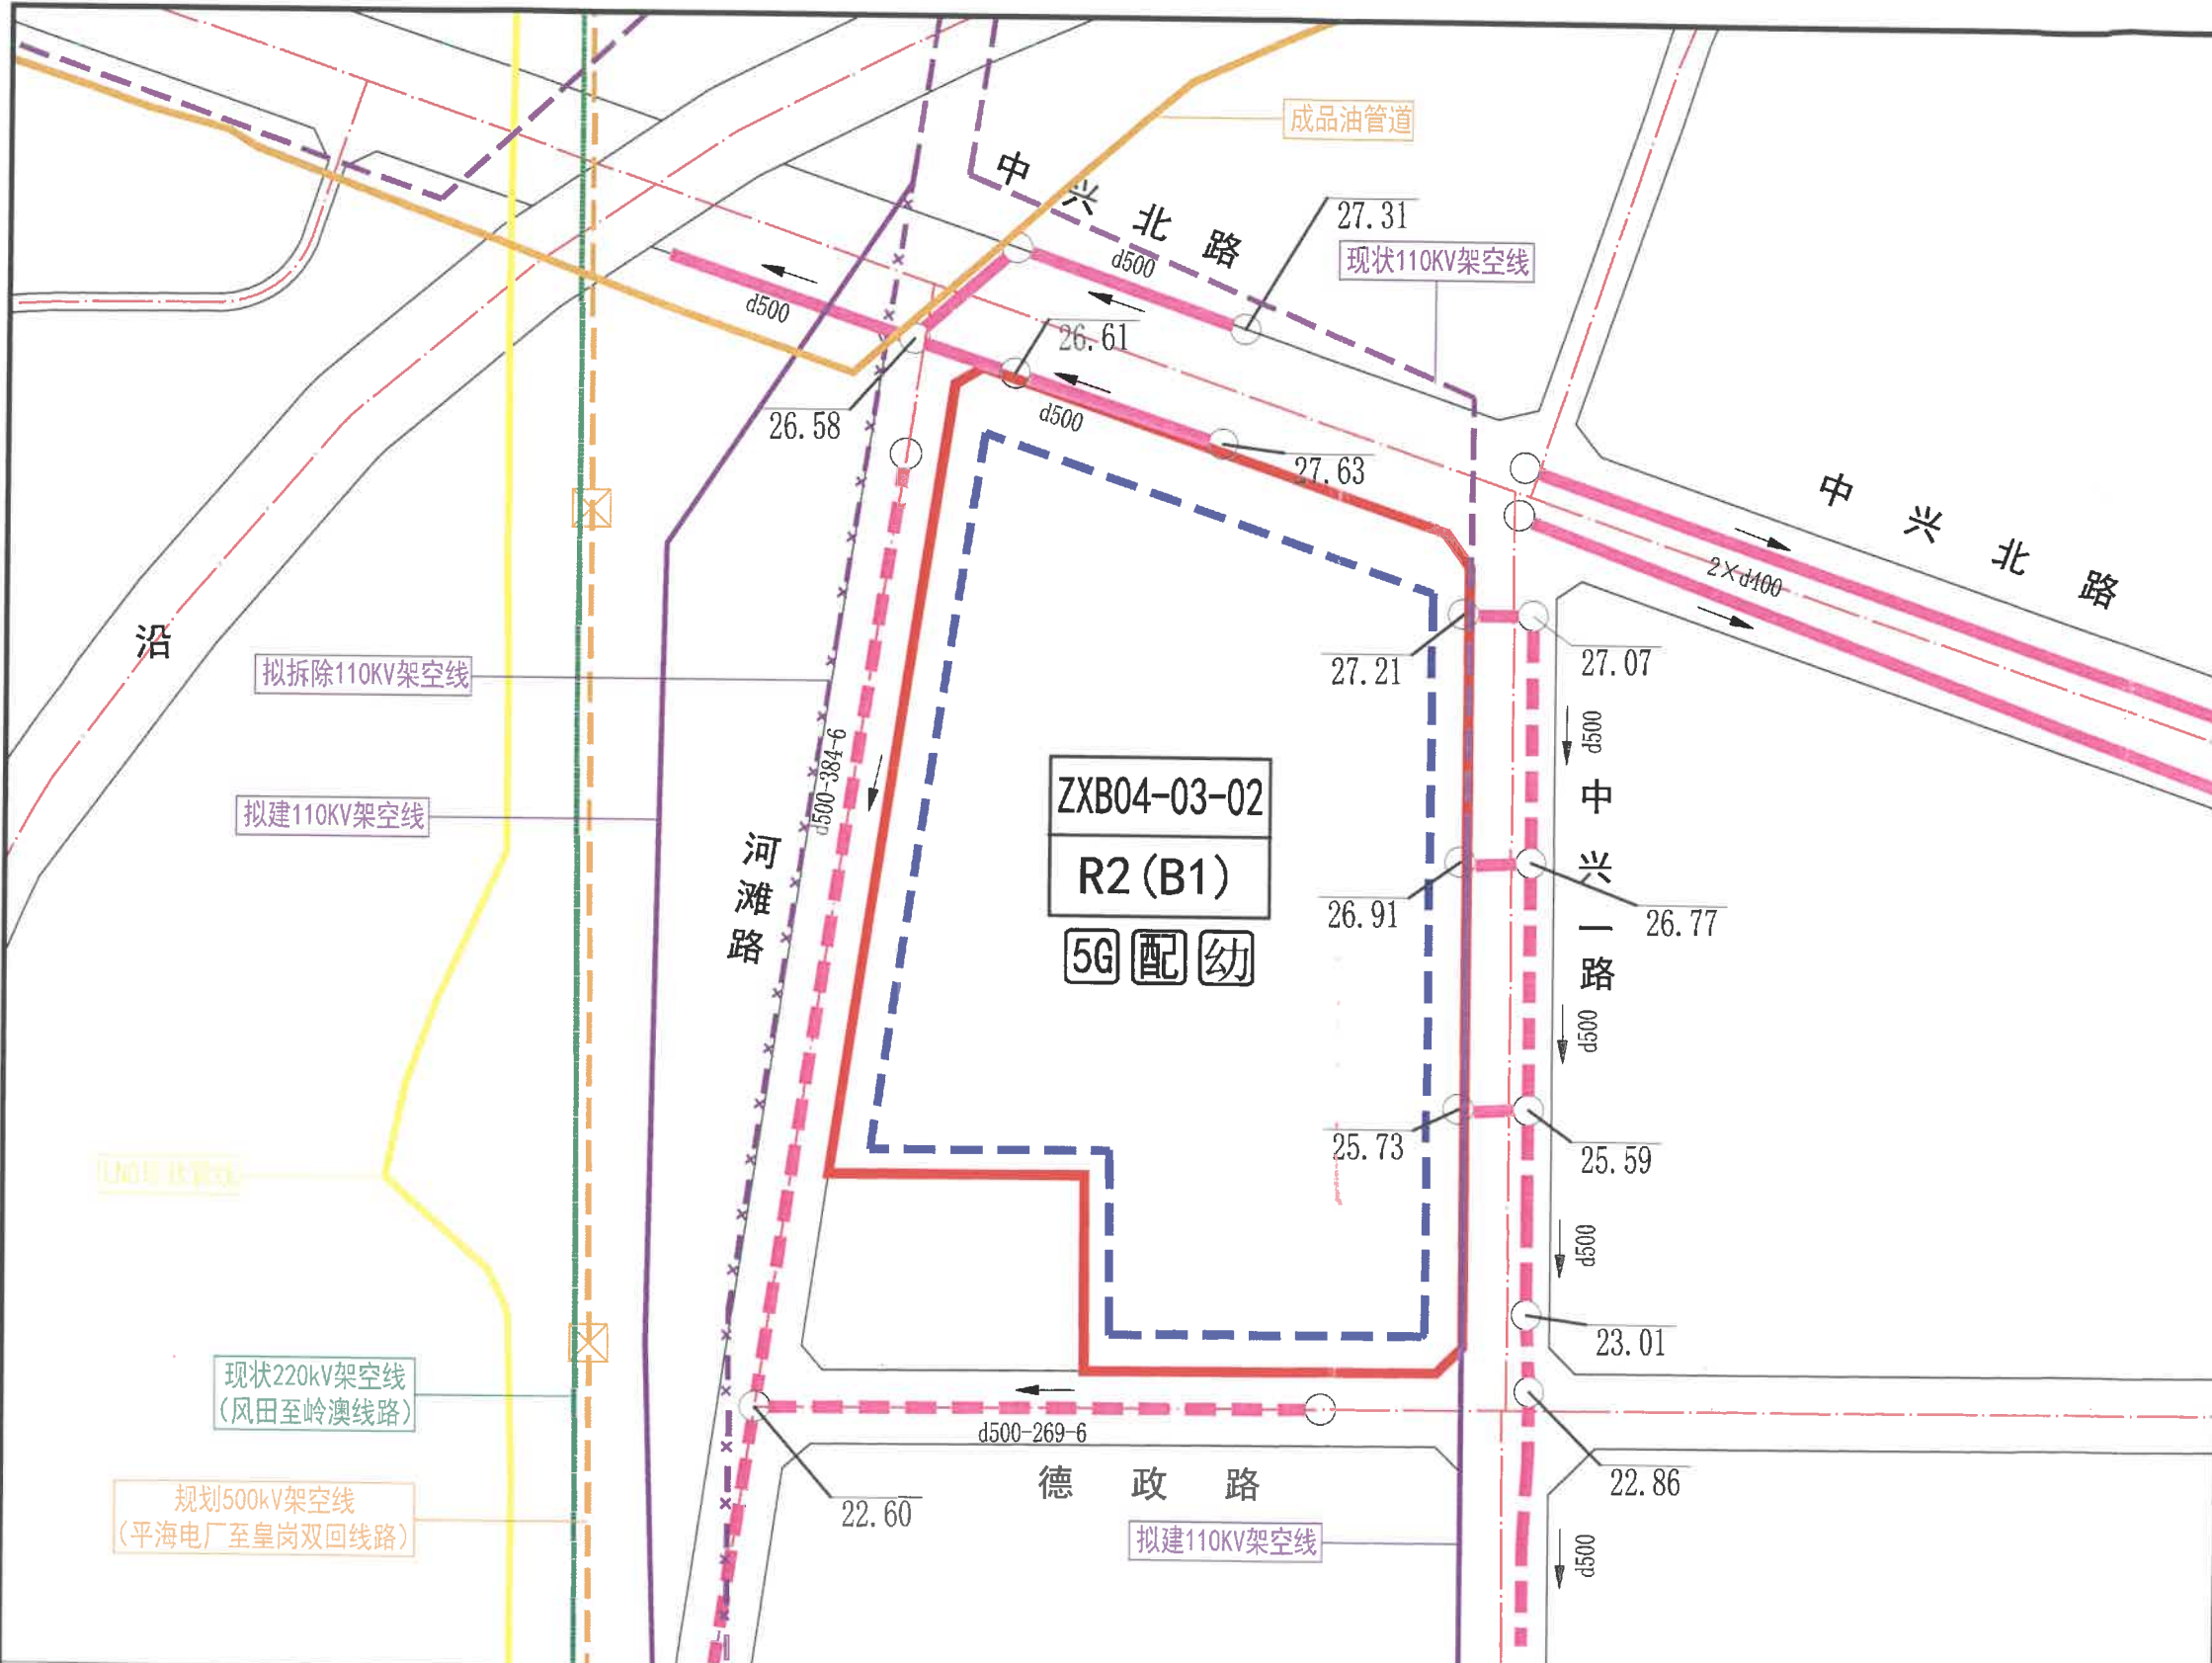 成品油管道
中兴北路
27.31
d500
现状110KV架空线
d500
26.61
26.58
d500
27.63
中兴北路
2×d400
沿
河滩路
拟拆除110KV架空线
27.21
27.07
d500
d500-384-6
拟建110KV架空线
ZXB04-03-02
R2(B1)
5G 配 幼
中兴一路
26.91
26.77
d500
25.73
25.59
d500
23.01
现状220kV架空线
(风田至岭澳线路)
d500-269-6
德政路
22.60
22.86
规划500kV架空线
(平海电厂至皇岗双回线路)
拟建110KV架空线
d500